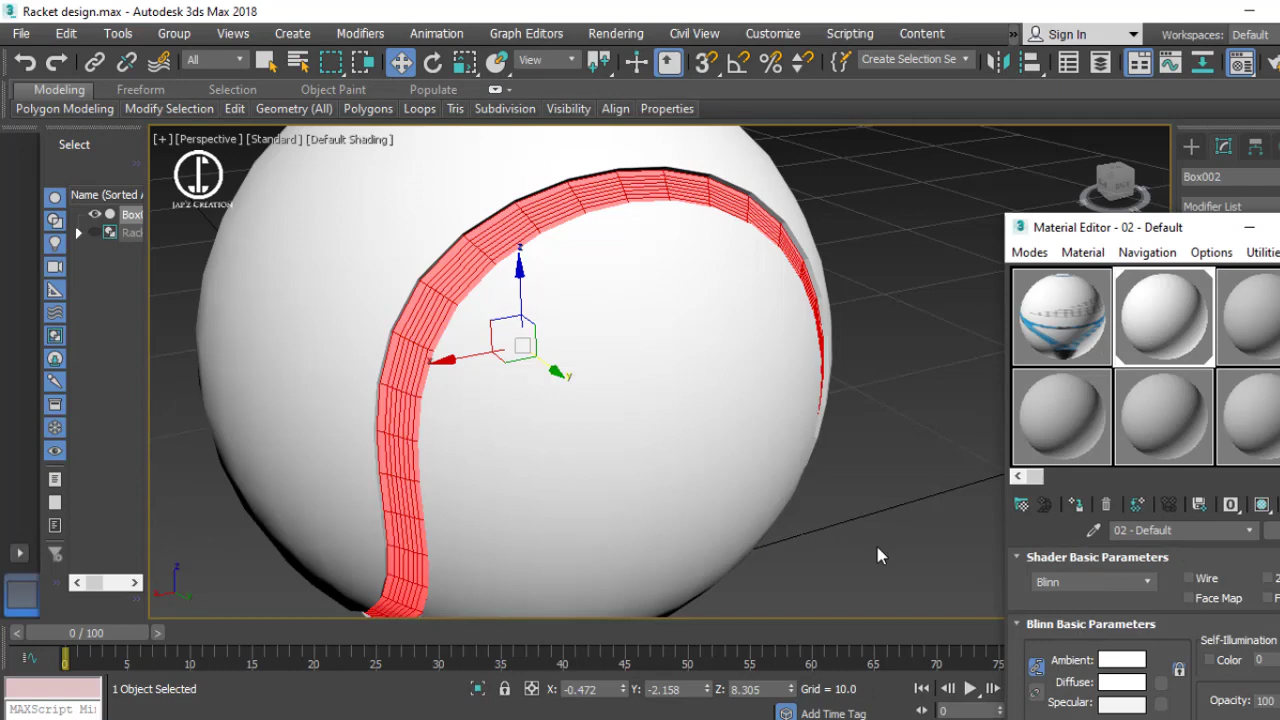 Racket design.max - Autodesk 3ds Max 2018
File Edit Tools Group Views Create Modifiers Animation Graph Editors Rendering Civil View Customize Scripting Content » Sign In Workspaces: Default
All View Create Selection Se
Modeling Freeform Selection Object Paint Populate
Polygon Modeling Modify Selection Edit Geometry (All) Polygons Loops Tris Subdivision Visibility Align Properties
[+] [Perspective] [Standard] [Default Shading]
Select
JAPZ CREATION
Name (Sorted A
Box0
Rac
z
y
z
Box002
Modifier List
Material Editor - 02 - Default
Modes Material Navigation Options Utilitie
02 - Default
Shader Basic Parameters
Blinn
Wire 2
Face Map F
Blinn Basic Parameters
Self-Illumination
Ambient: Color 0
Diffuse:
Specular: Opacity: 100
0 / 100
0 5 10 15 20 25 30 35 40 45 50 55 60 65 70 75
1 Object Selected X: -0.472 Y: -2.158 Z: 8.305 Grid = 10.0
MAXScript Mi
Add Time Tag 0